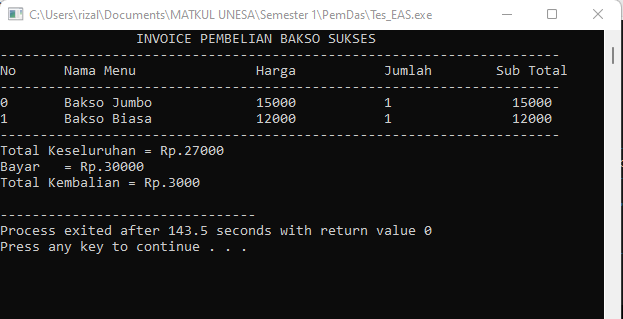 C:\Users\rizal\Documents\MATKUL UNESA\Semester 1\PemDas\Tes_EAS.exe
INVOICE PEMBELIAN BAKSO SUKSES
----------------------------------------------------------------------
No      Nama Menu               Harga           Jumlah        Sub Total
----------------------------------------------------------------------
0       Bakso Jumbo             15000           1               15000
1       Bakso Biasa             12000           1               12000
----------------------------------------------------------------------
Total Keseluruhan = Rp.27000
Bayar   = Rp.30000
Total Kembalian = Rp.3000
--------------------------------
Process exited after 143.5 seconds with return value 0
Press any key to continue . . .